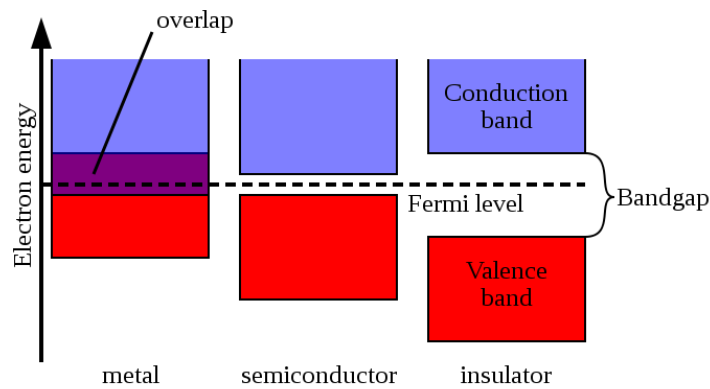 overlap
Electron energy
Conduction
band
Fermi level
Bandgap
Valence
band
metal
semiconductor
insulator